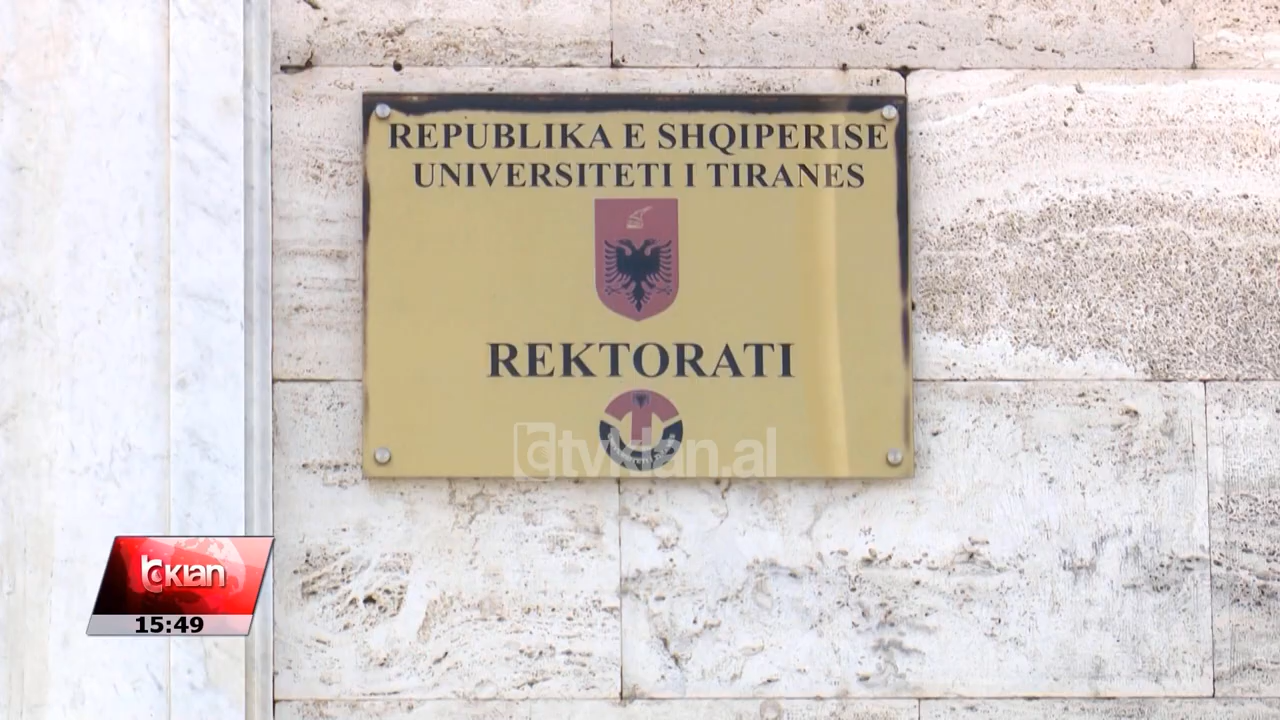 REPUBLIKA E SHQIPERISE
UNIVERSITETI I TIRANES
REKTORATI
tvklan.al
tvklan
15:49